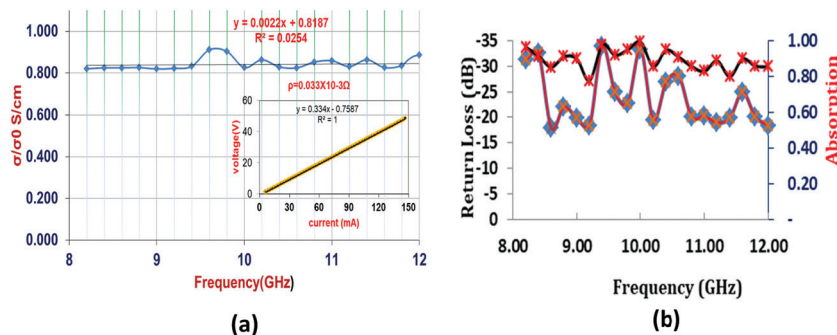 (a)
y = 0.0022x + 0.8187
R² = 0.0254
ρ=0.033X10-3Ω
σ/σ0 S/cm
1.000
0.800
0.600
0.400
0.200
0.000
8
9
10
11
12
Frequency(GHz)
y = 0.334x - 0.7587
R² = 1
voltage(V)
60
40
20
0
0
30
60
90
120
150
current (mA)
(a)
Return Loss (dB)
-35
-30
-25
-20
-15
-10
-5
0
8.00
9.00
10.00
11.00
12.00
Frequency (GHz)
1.00
0.80
0.60
0.40
0.20
-
Absorption
(b)